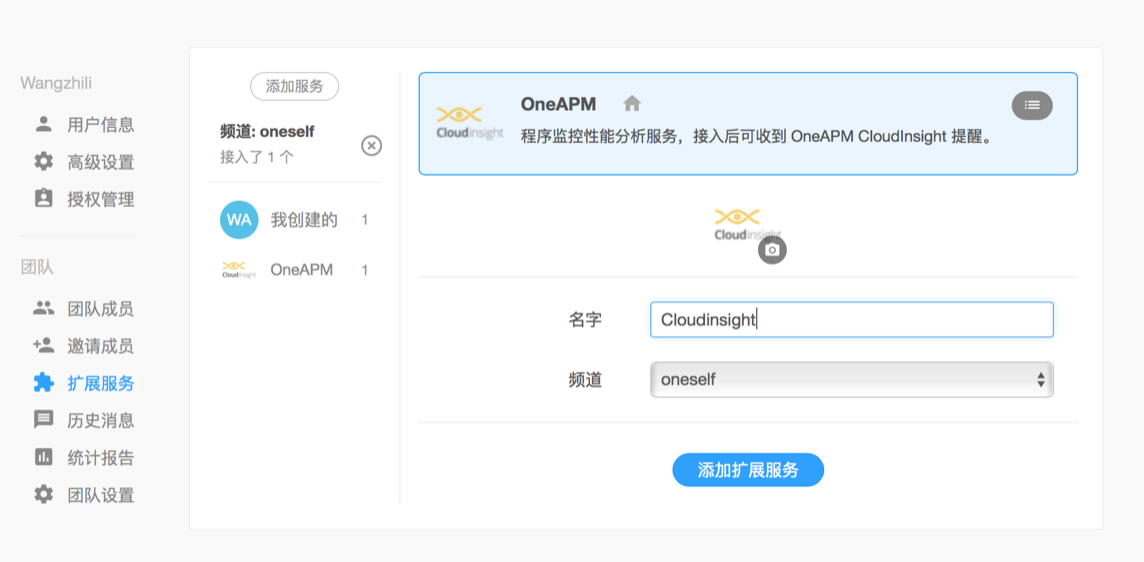 Wangzhili
用户信息
高级设置
授权管理
团队
团队成员
邀请成员
扩展服务
历史消息
统计报告
团队设置
添加服务
频道: oneself
接入了 1 个
WA 我创建的 1
Cloudinsight OneAPM 1
Cloudinsight
OneAPM
程序监控性能分析服务，接入后可收到 OneAPM CloudInsight 提醒。
Cloudinsight
名字 Cloudinsight
频道 oneself
添加扩展服务